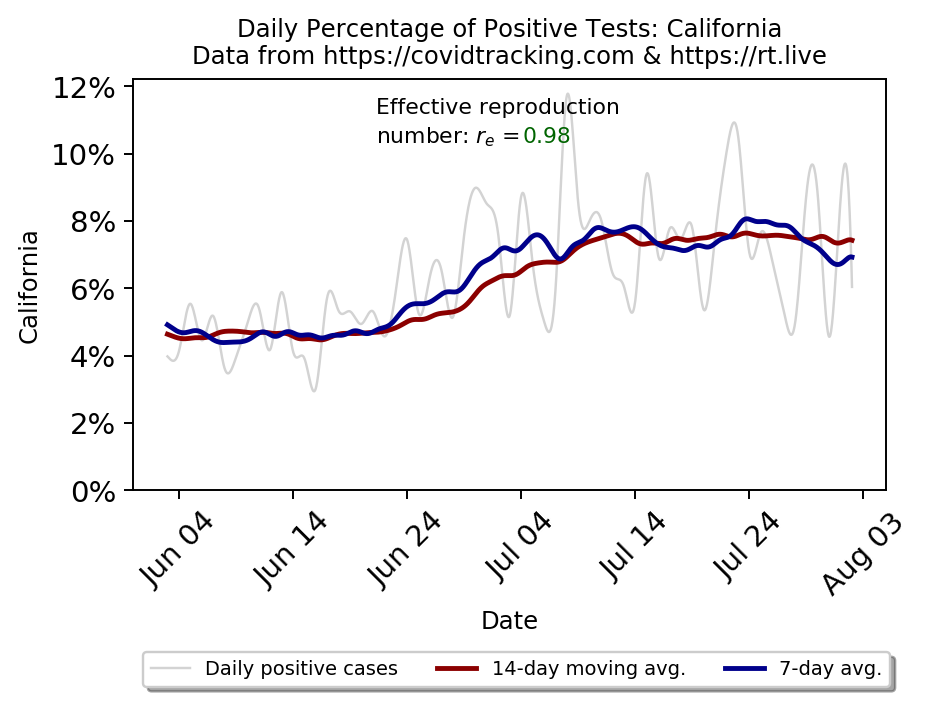 Daily Percentage of Positive Tests: California
Data from https://covidtracking.com & https://rt.live
12%
10%
8%
6%
4%
2%
0%
California
Effective reproduction
number: rₑ =0.98
Jun 04
Jun 14
Jun 24
Jul 04
Jul 14
Jul 24
Aug 03
Date
Daily positive cases
14-day moving avg.
7-day avg.